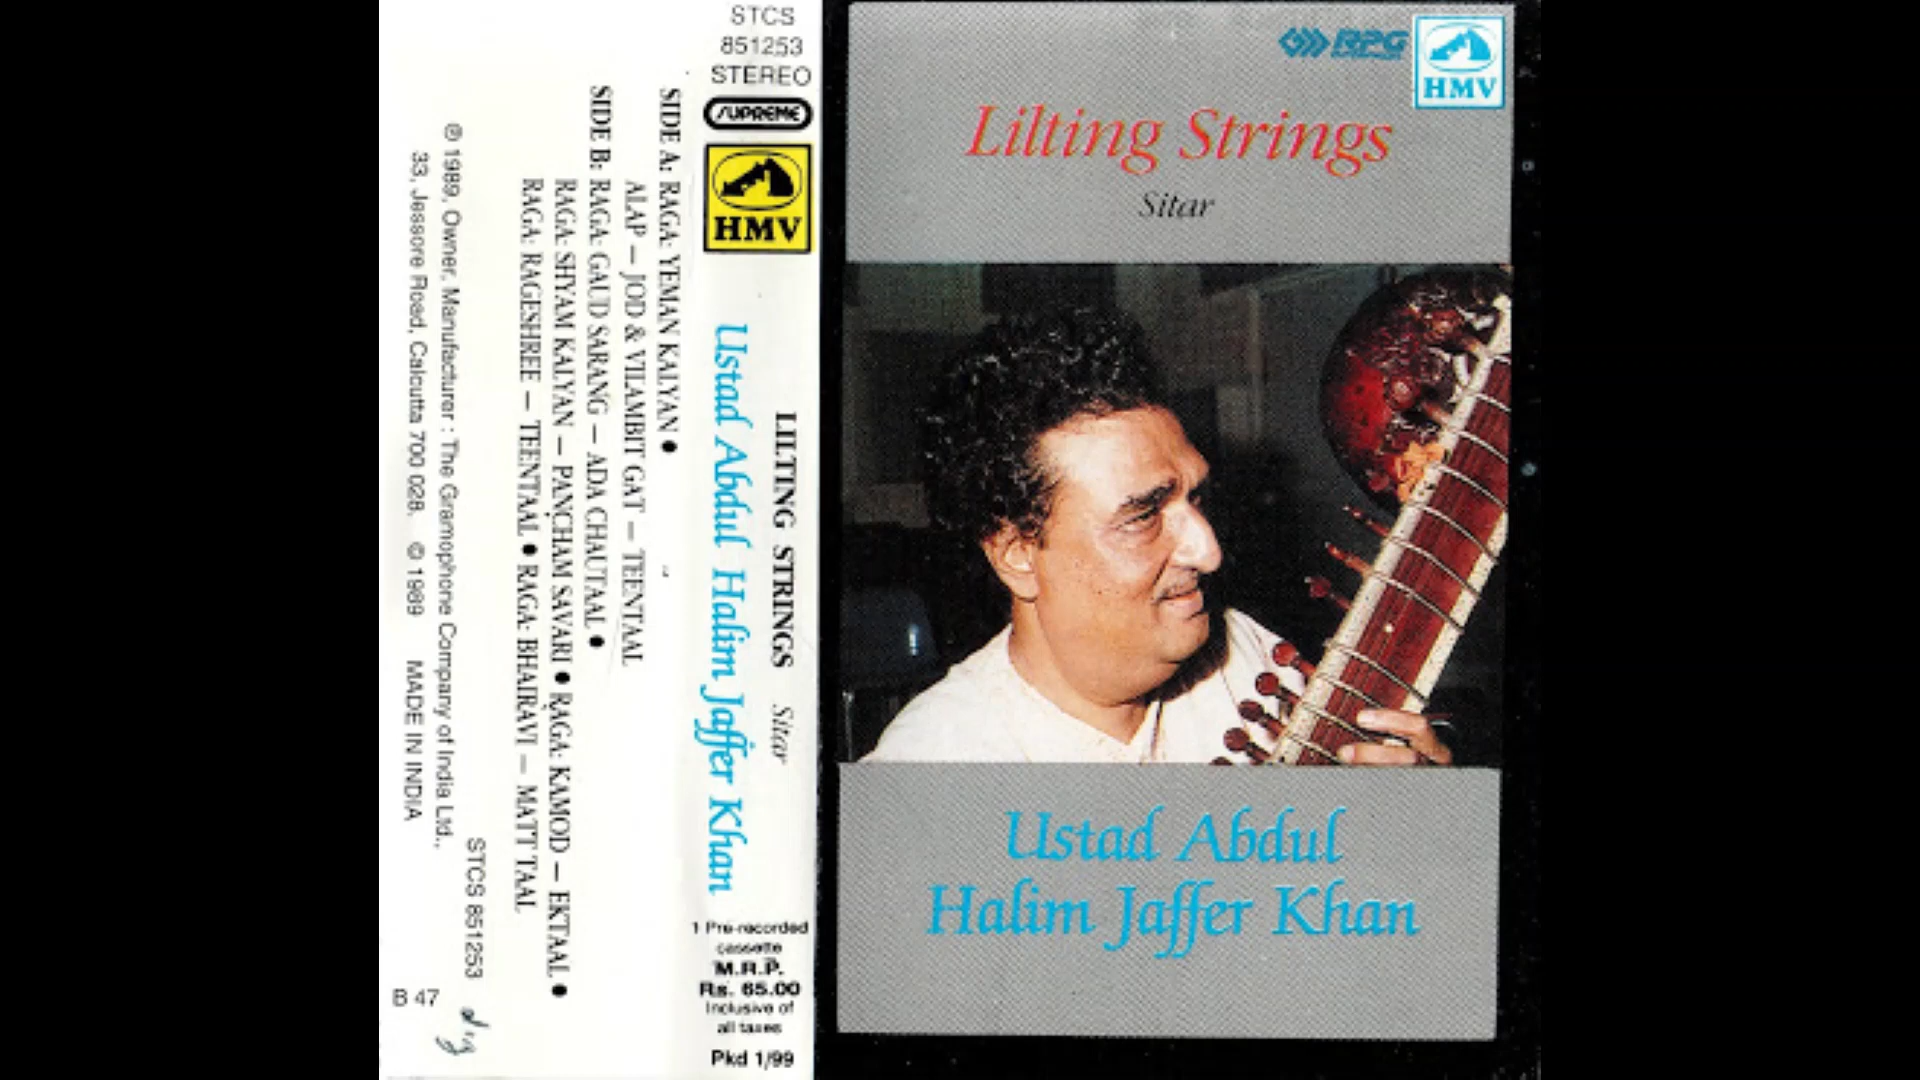 STCS
851253
STEREO
SUPREME
HMV
LILTING STRINGS Sitar
Ustad Abdul Halim Jaffer Khan
1 Pre-recorded
cassette
M.R.P.
Rs. 65.00
Inclusive of
all taxes
Pkd 1/99
SIDE A: RAGA: YEMAN KALYAN ●
ALAP — JOD & VILAMBIT GAT — TEENTAAL
SIDE B: RAGA: GAUD SARANG — ADA CHAUTAAL ●
RAGA: SHYAM KALYAN — PANCHAM SAVARI ● RAGA: KAMOD — EKTAAL ●
RAGA: RAGESHREE — TEENTAAL ● RAGA: BHAIRAVI — MATT TAAL
STCS 851253
℗ 1989, Owner, Manufacturer : The Gramophone Company of India Ltd.,
33, Jessore Road, Calcutta 700 028. © 1989 MADE IN INDIA
B 47
RPG
HMV
Lilting Strings
Sitar
Ustad Abdul
Halim Jaffer Khan